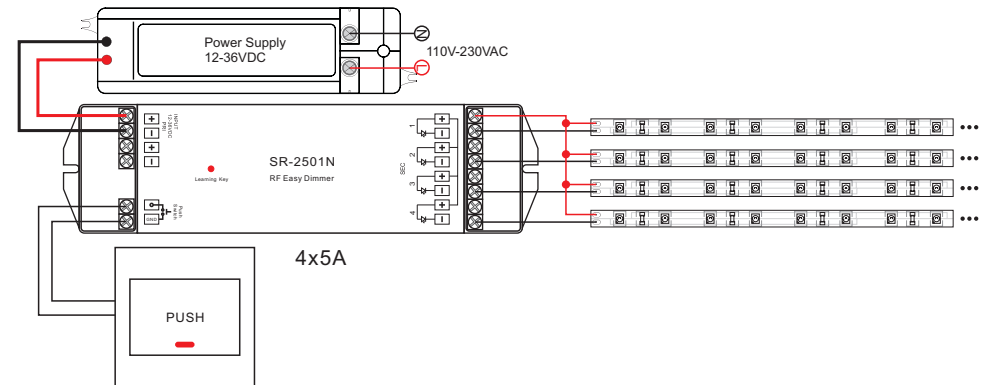 Power Supply
12-36VDC
N
110V-230VAC
L
INPUT
12-36VDC
PRI
+
−
+
−
SR-2501N
RF Easy Dimmer
Learning Key
Push
Switch
GND
SEC
1
+
−
2
+
−
3
+
−
4
+
−
4x5A
PUSH